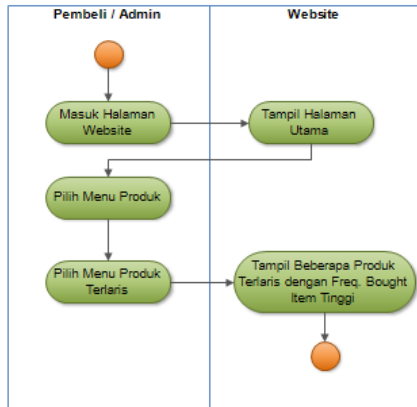 Pembeli / Admin
Website
Masuk Halaman
Website
Tampil Halaman
Utama
Pilih Menu Produk
Pilih Menu Produk
Terlaris
Tampil Beberapa Produk
Terlaris dengan Freq. Bought
Item Tinggi